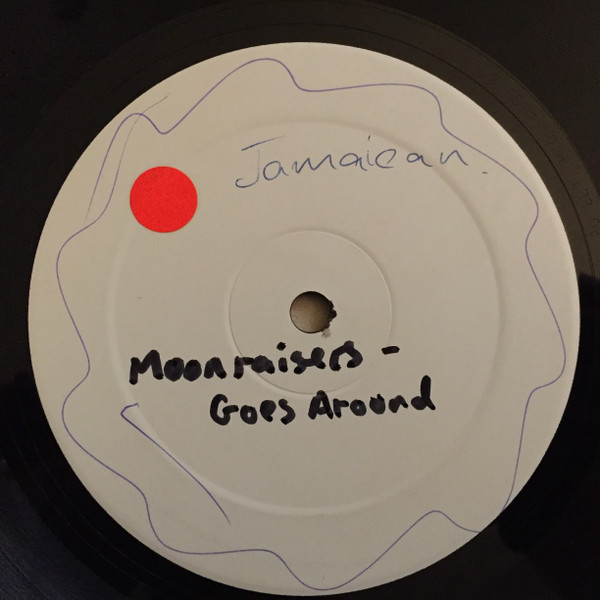 Jamaican.
Moonraisers -
Goes Around